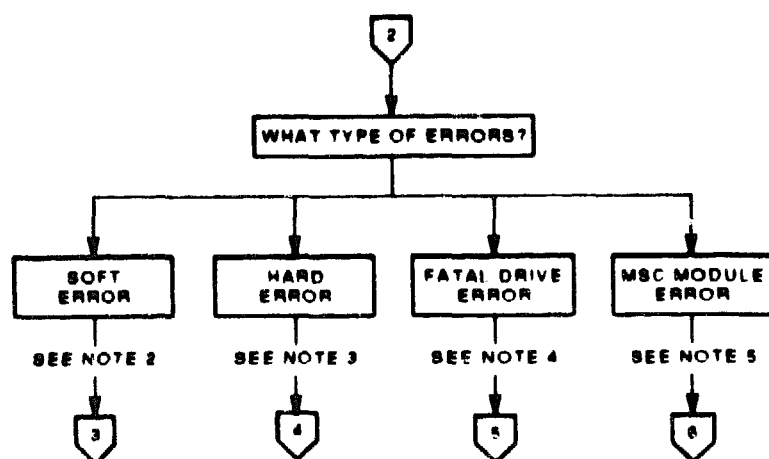 2
WHAT TYPE OF ERRORS?
SOFT
ERROR
HARD
ERROR
FATAL DRIVE
ERROR
MSC MODULE
ERROR
SEE NOTE 2
SEE NOTE 3
SEE NOTE 4
SEE NOTE 5
3
4
5
6